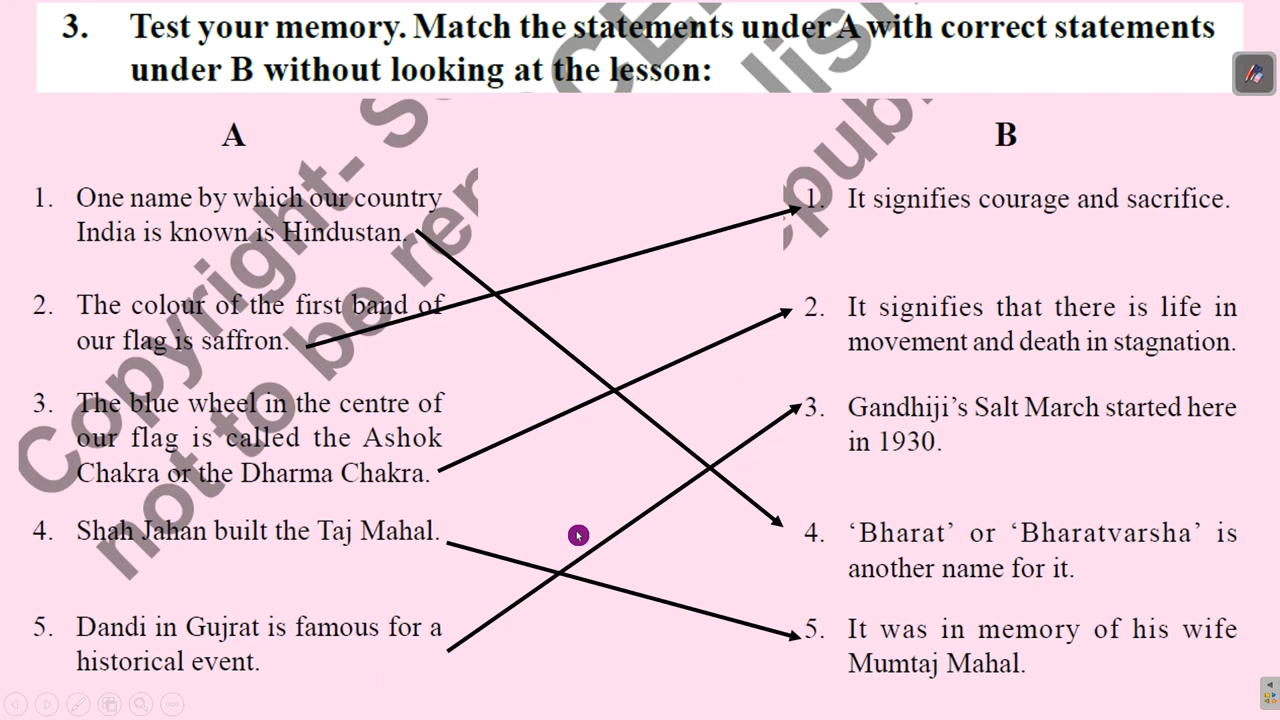 3. Test your memory. Match the statements under A with correct statements
under B without looking at the lesson:
A
1. One name by which our country
India is known is Hindustan.
2. The colour of the first band of
our flag is saffron.
3. The blue wheel in the centre of
our flag is called the Ashok
Chakra or the Dharma Chakra.
4. Shah Jahan built the Taj Mahal.
5. Dandi in Gujrat is famous for a
historical event.
B
1. It signifies courage and sacrifice.
2. It signifies that there is life in
movement and death in stagnation.
3. Gandhiji's Salt March started here
in 1930.
4. ‘Bharat’ or ‘Bharatvarsha’ is
another name for it.
5. It was in memory of his wife
Mumtaj Mahal.
Copyright-
not to be